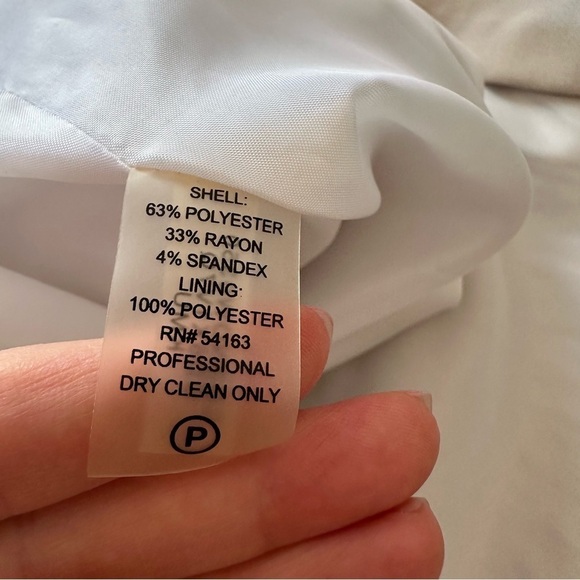 SHELL:
63% POLYESTER
33% RAYON
4% SPANDEX
LINING:
100% POLYESTER
RN# 54163
PROFESSIONAL
DRY CLEAN ONLY
P